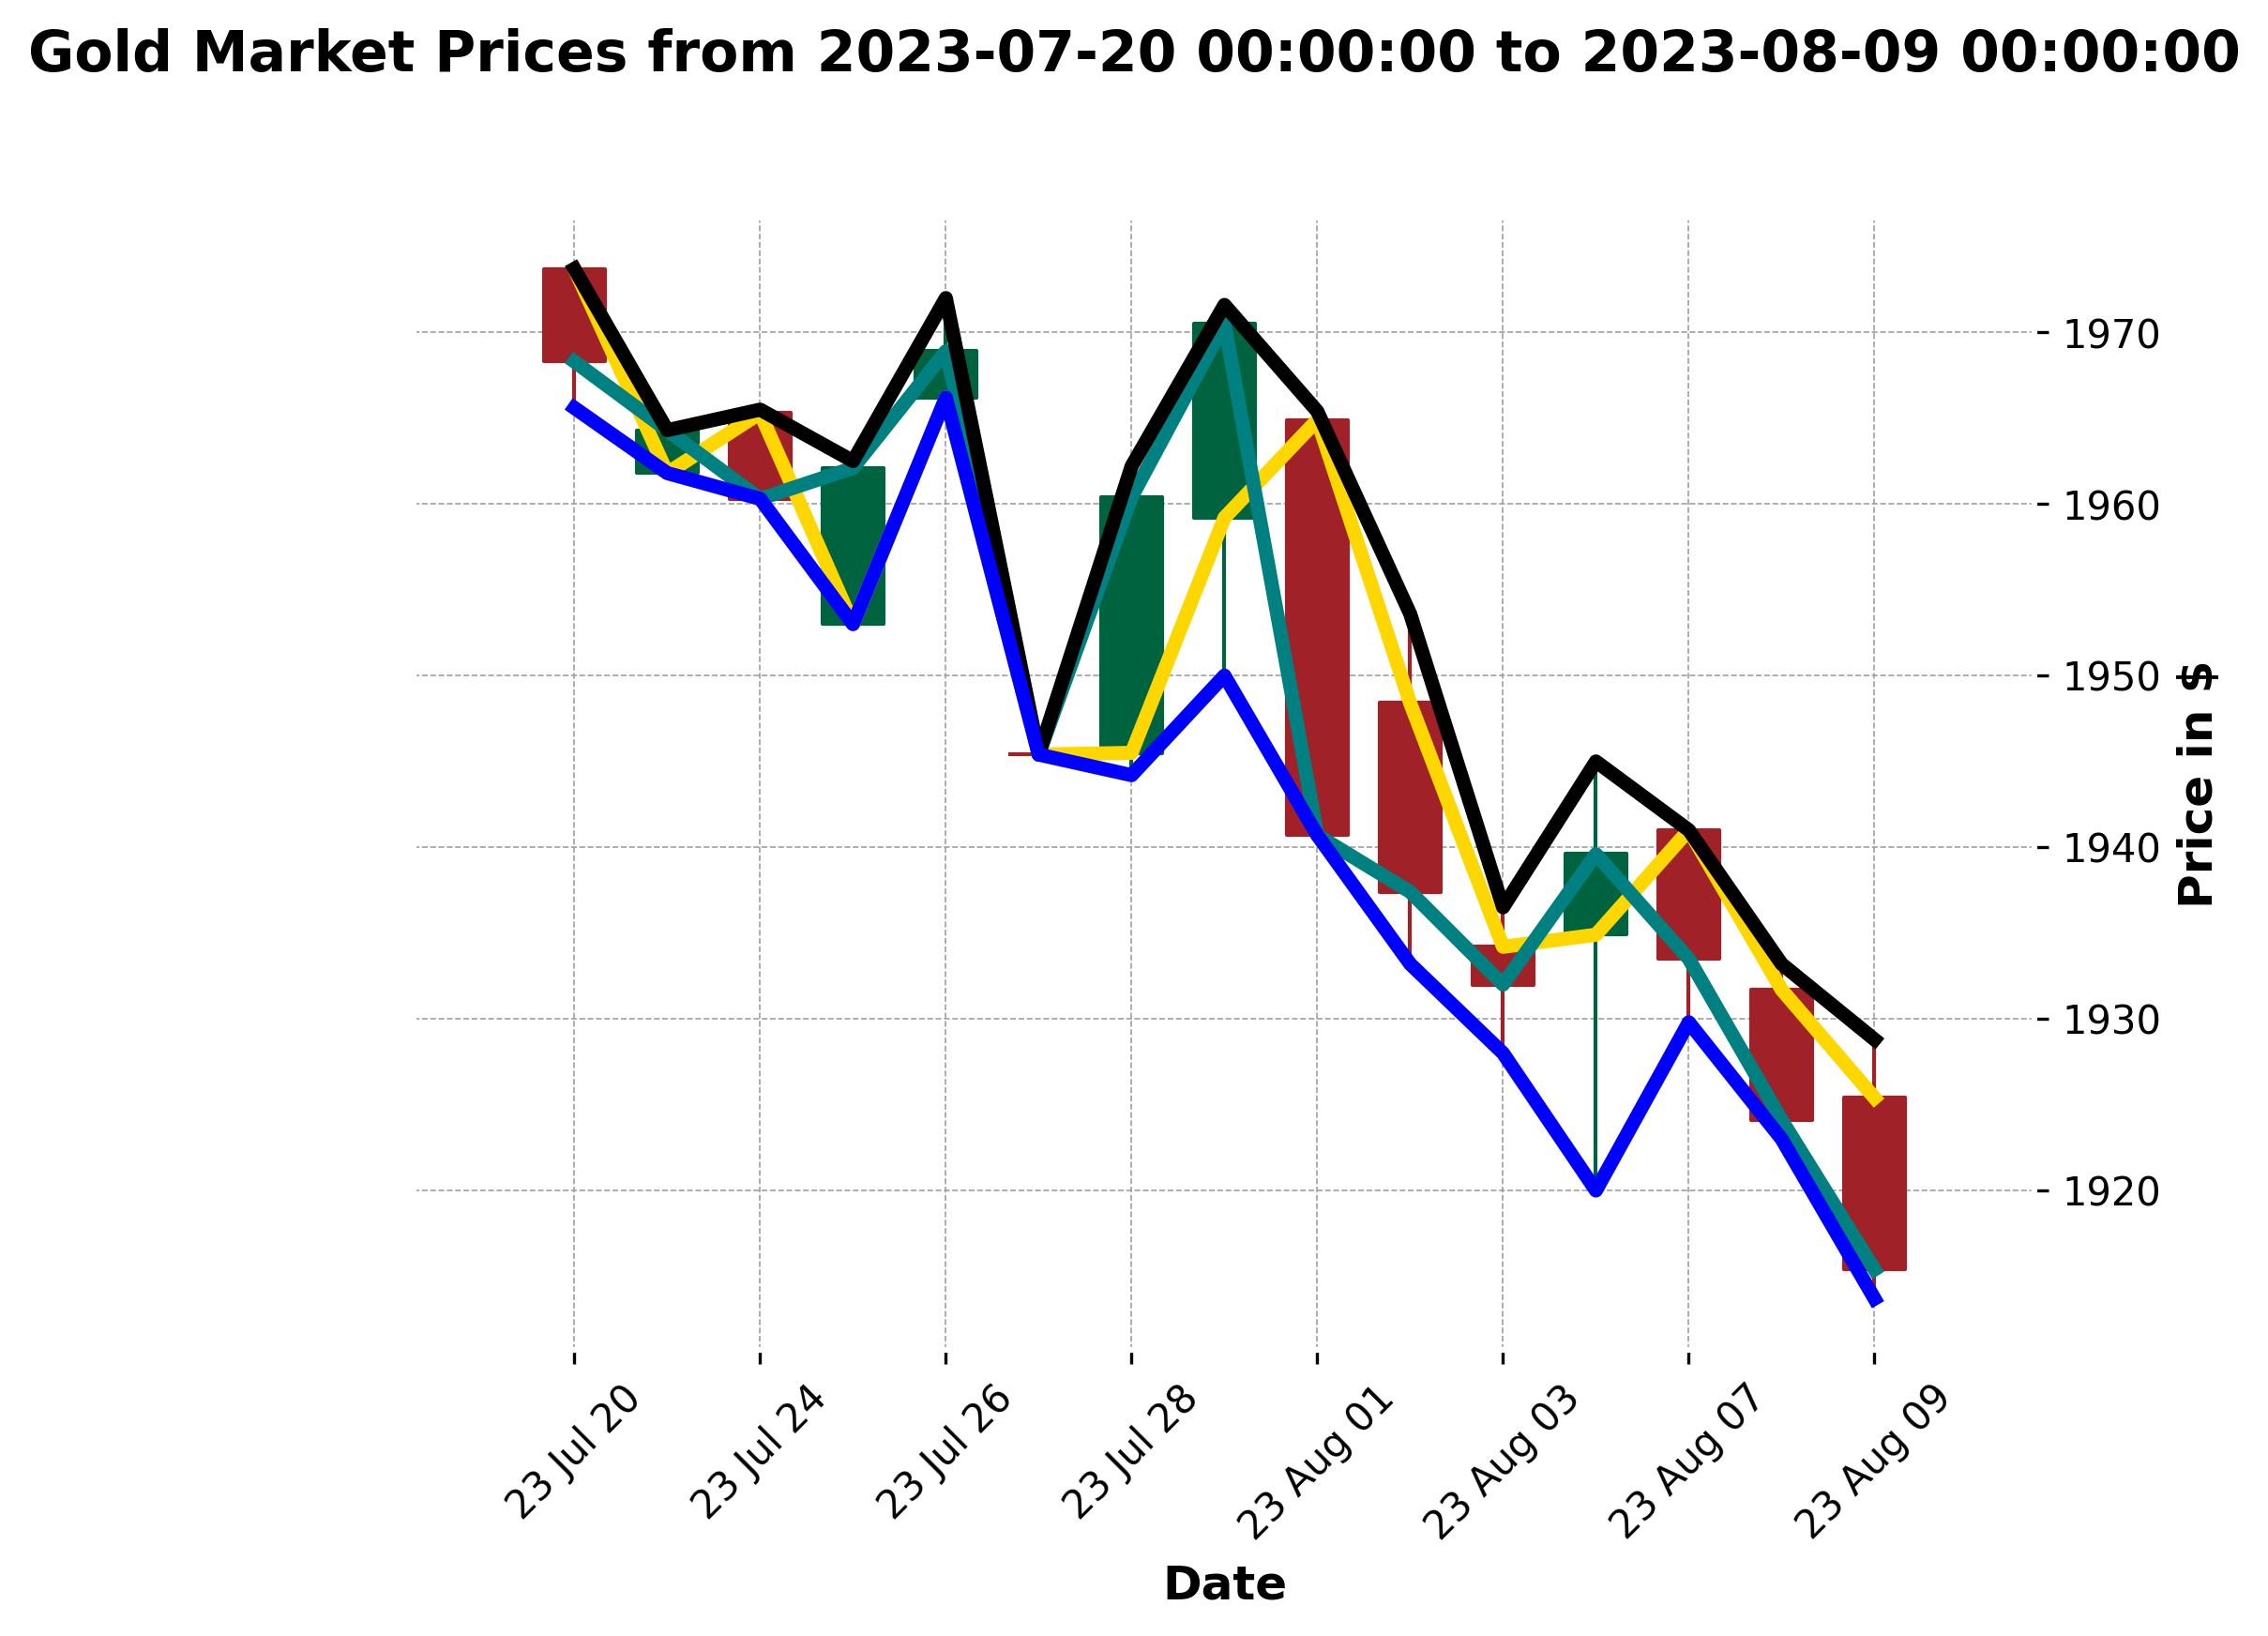 Gold Market Prices from 2023-07-20 00:00:00 to 2023-08-09 00:00:00
1970
1960
1950
1940
1930
1920
Price in $
23 Jul 20
23 Jul 24
23 Jul 26
23 Jul 28
23 Aug 01
23 Aug 03
23 Aug 07
23 Aug 09
Date